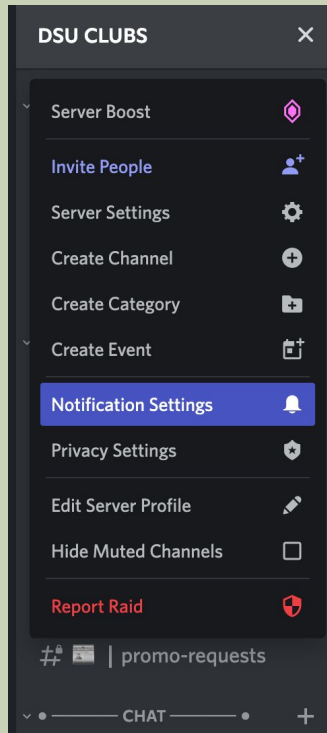 DSU CLUBS
Server Boost
Invite People
Server Settings
Create Channel
Create Category
Create Event
Notification Settings
Privacy Settings
Edit Server Profile
Hide Muted Channels
Report Raid
| promo-requests
CHAT